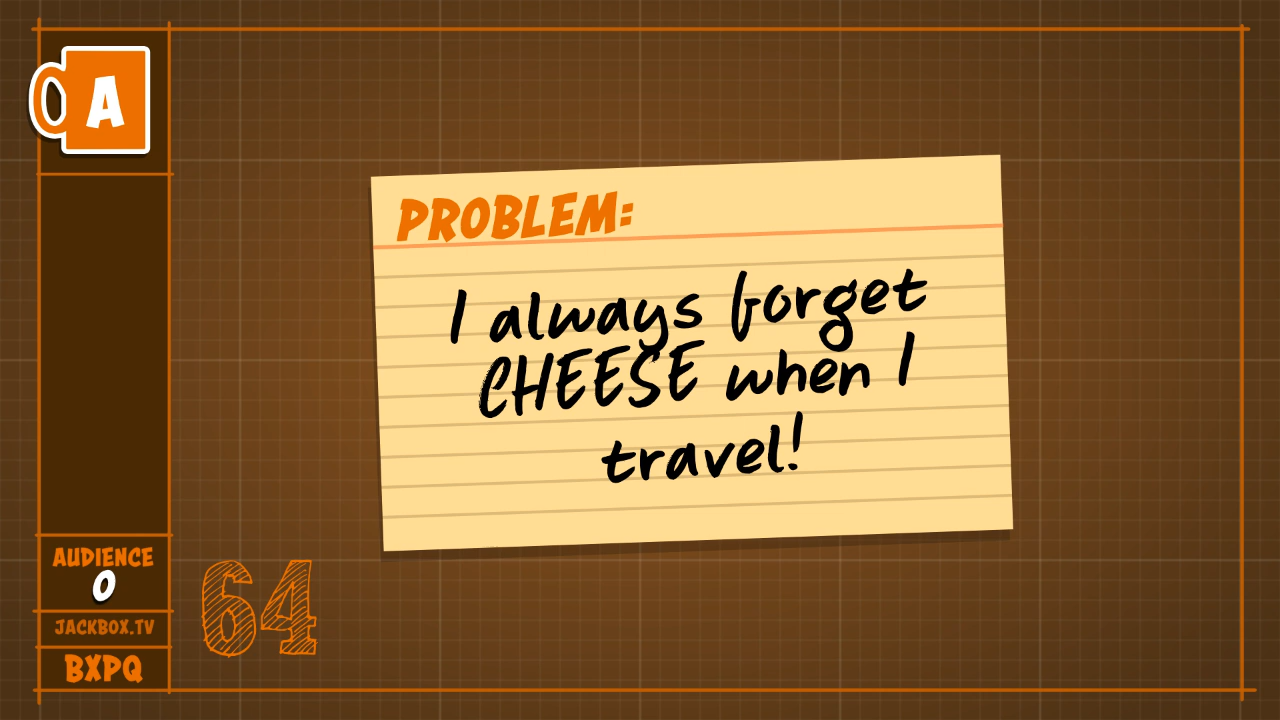 A
PROBLEM:
I always forget
CHEESE when I
travel!
AUDIENCE
0
JACKBOX.TV
BXPQ
64